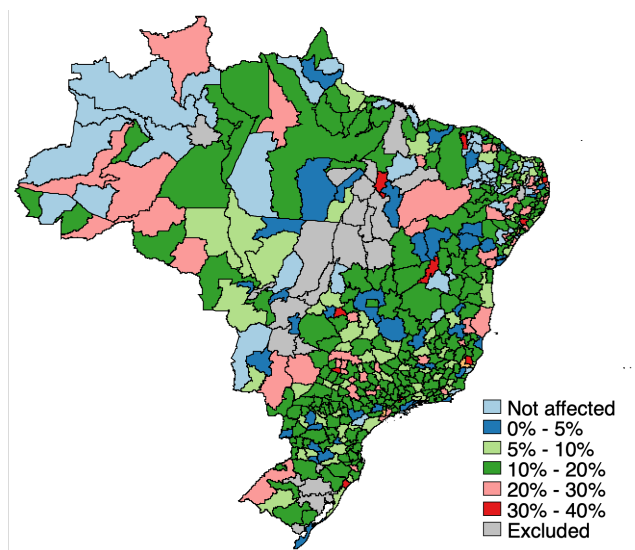 Not affected
0% - 5%
5% - 10%
10% - 20%
20% - 30%
30% - 40%
Excluded